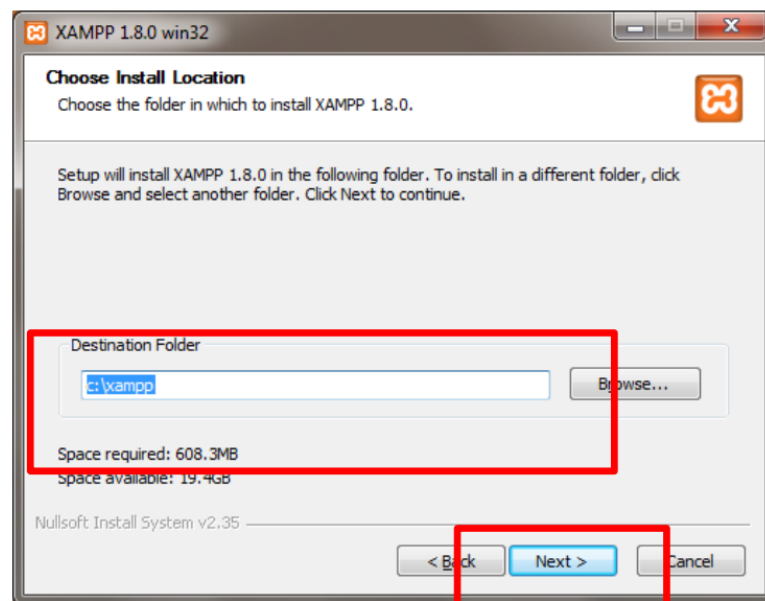 XAMPP 1.8.0 win32
Choose Install Location
Choose the folder in which to install XAMPP 1.8.0.
Setup will install XAMPP 1.8.0 in the following folder. To install in a different folder, click
Browse and select another folder. Click Next to continue.
Destination Folder
c:\xampp
Browse...
Space required: 608.3MB
Space available: 19.4GB
Nullsoft Install System v2.35
< Back Next > Cancel